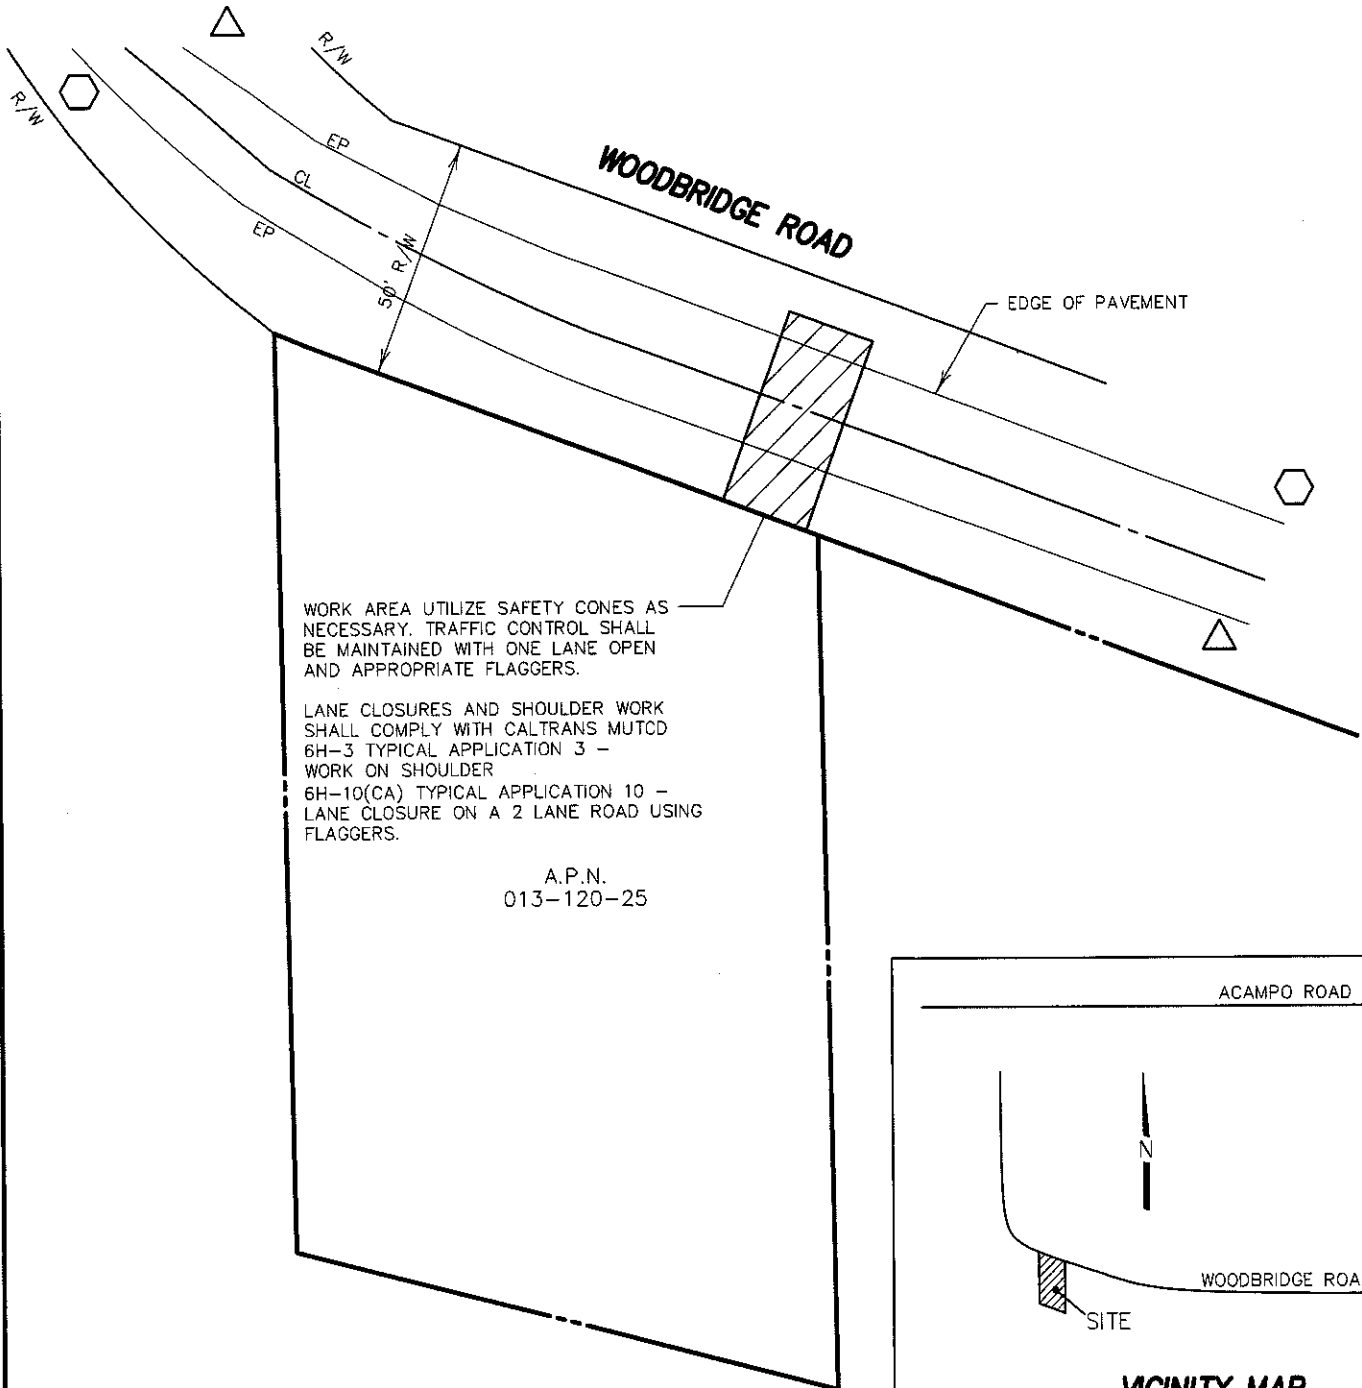 R/W
R/W
EP
CL
EP
50' R/W
WOODBRIDGE ROAD
EDGE OF PAVEMENT
WORK AREA UTILIZE SAFETY CONES AS
NECESSARY. TRAFFIC CONTROL SHALL
BE MAINTAINED WITH ONE LANE OPEN
AND APPROPRIATE FLAGGERS.
LANE CLOSURES AND SHOULDER WORK
SHALL COMPLY WITH CALTRANS MUTCD
6H-3 TYPICAL APPLICATION 3 -
WORK ON SHOULDER
6H-10(CA) TYPICAL APPLICATION 10 -
LANE CLOSURE ON A 2 LANE ROAD USING
FLAGGERS.
A.P.N.
013-120-25
ACAMPO ROAD
N
WOODBRIDGE ROA
SITE
VICINITY MAP